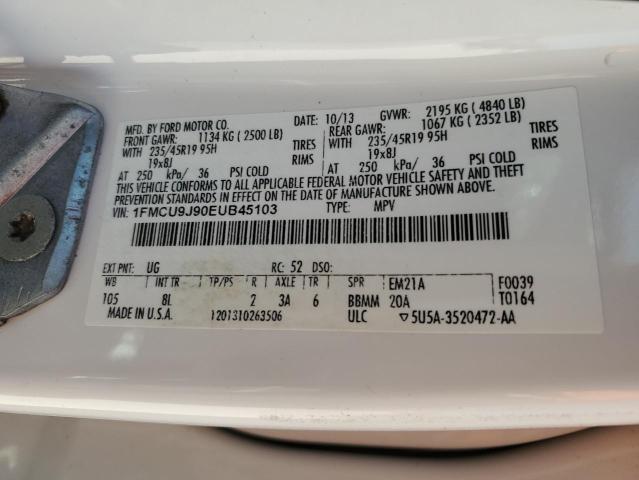 MFD. BY FORD MOTOR CO. DATE: 10/13 GVWR: 2195 KG ( 4840 LB)
FRONT GAWR: 1134 KG ( 2500 LB) REAR GAWR: 1067 KG ( 2352 LB)
WITH 235/45R19 95H TIRES WITH 235/45R19 95H TIRES
19x8J RIMS 19x8J RIMS
AT 250 kPa/ 36 PSI COLD AT 250 kPa/ 36 PSI COLD
THIS VEHICLE CONFORMS TO ALL APPLICABLE FEDERAL MOTOR VEHICLE SAFETY AND THEFT
PREVENTION STANDARDS IN EFFECT ON THE DATE OF MANUFACTURE SHOWN ABOVE.
VIN: 1FMCU9J90EUB45103 TYPE: MPV
EXT PNT: UG RC: 52 DSO:
WB INT TR TP/PS R AXLE TR SPR EM21A F0039
105 8L 2 3A 6 BBMM 20A T0164
MADE IN U.S.A. 1201310263506 ULC ▽5U5A-3520472-AA